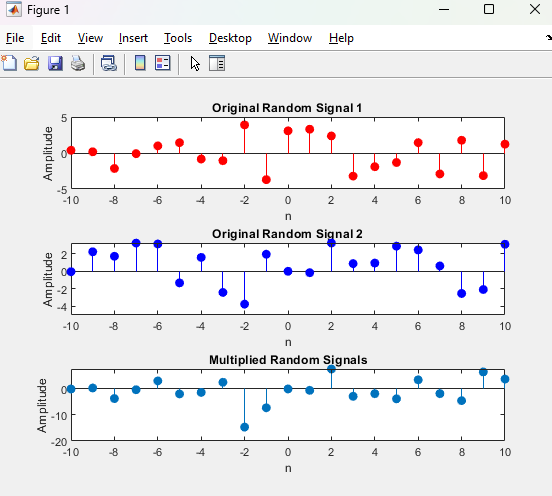 Figure 1
File Edit View Insert Tools Desktop Window Help
Original Random Signal 1
Amplitude
5
0
-5
-10 -8 -6 -4 -2 0 2 4 6 8 10
n
Original Random Signal 2
Amplitude
2
0
-2
-4
-10 -8 -6 -4 -2 0 2 4 6 8 10
n
Multiplied Random Signals
Amplitude
0
-10
-20
-10 -8 -6 -4 -2 0 2 4 6 8 10
n